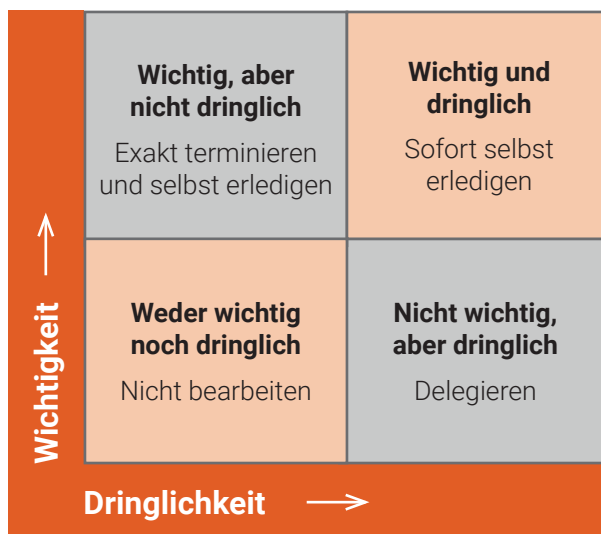 Wichtig, aber
nicht dringlich
Exakt terminieren
und selbst erledigen
Wichtig und
dringlich
Sofort selbst
erledigen
Weder wichtig
noch dringlich
Nicht bearbeiten
Nicht wichtig,
aber dringlich
Delegieren
Wichtigkeit
Dringlichkeit